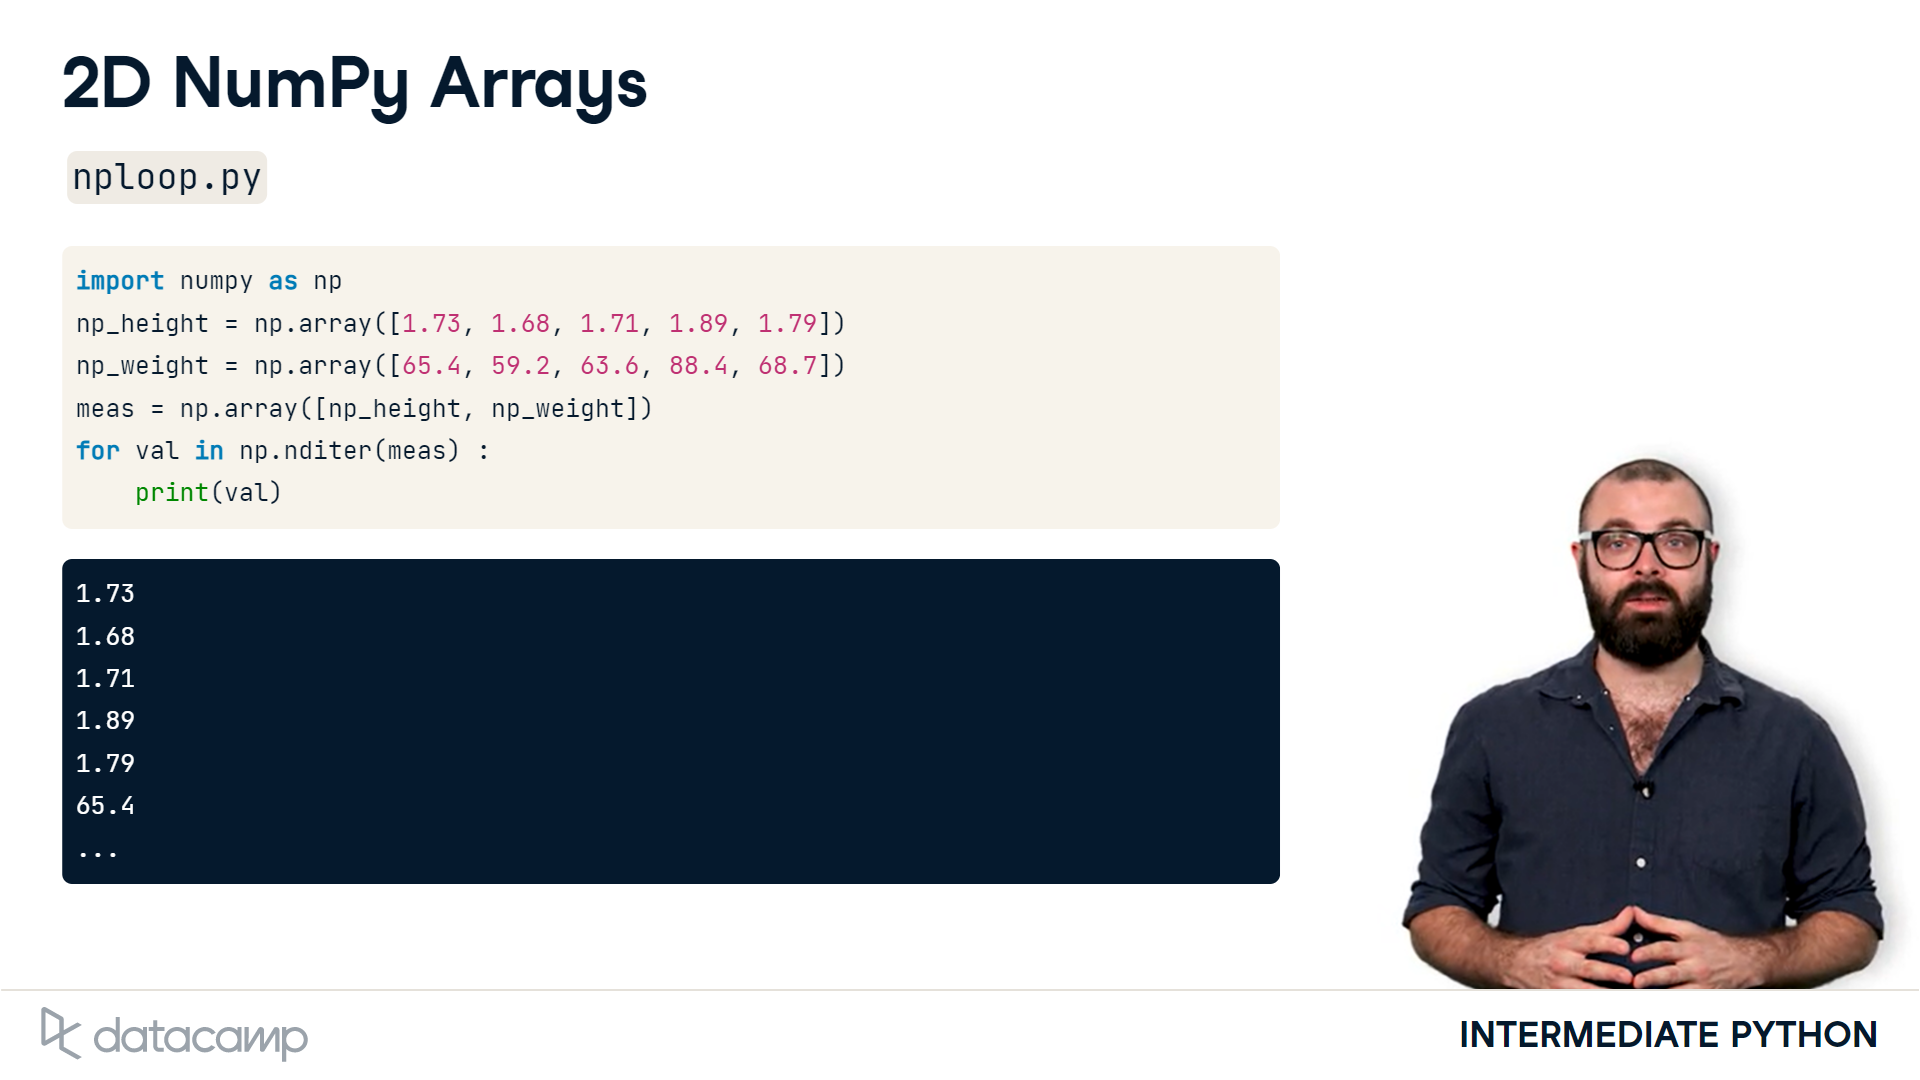 2D NumPy Arrays
nploop.py
import numpy as np
np_height = np.array([1.73, 1.68, 1.71, 1.89, 1.79])
np_weight = np.array([65.4, 59.2, 63.6, 88.4, 68.7])
meas = np.array([np_height, np_weight])
for val in np.nditer(meas) :
    print(val)
1.73
1.68
1.71
1.89
1.79
65.4
...
datacamp
INTERMEDIATE PYTHON